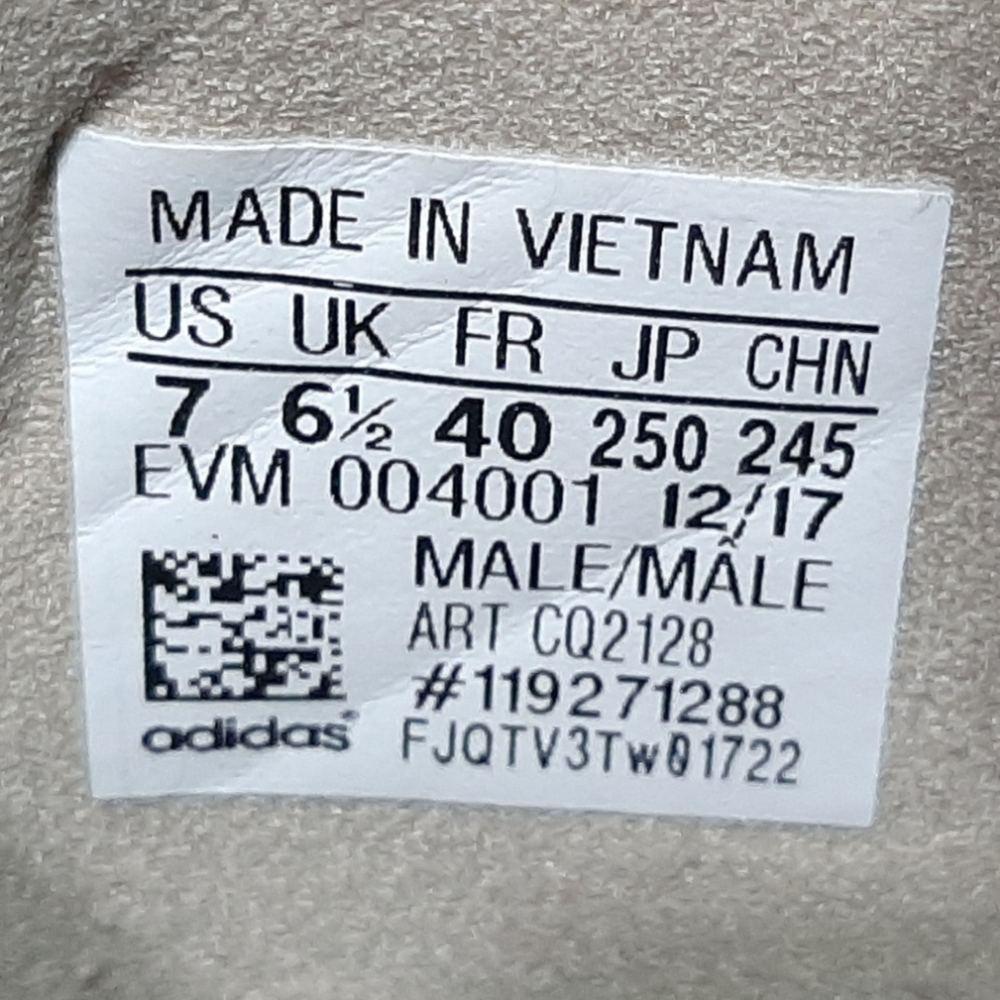 MADE IN VIETNAM
US UK FR JP CHN
7 6½ 40 250 245
EVM 004001 12/17
MALE/MÂLE
ART CQ2128
#119271288
adidas
FJQTV3Tw01722